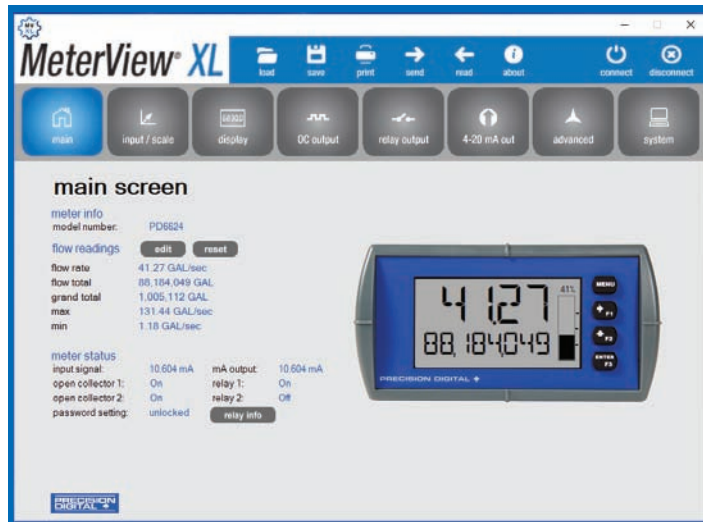 MeterView® XL
load save print send read about connect disconnect
main input / scale display OC output relay output 4-20 mA out advanced system
main screen
meter info
model number: PD6624
flow readings edit reset
flow rate 41.27 GAL/sec
flow total 88,184,049 GAL
grand total 1,005,112 GAL
max 131.44 GAL/sec
min 1.18 GAL/sec
meter status
input signal: 10.604 mA mA output: 10.604 mA
open collector 1: On relay 1: On
open collector 2: On relay 2: Off
password setting: unlocked relay info
41.27
41%
88,184,049
MENU
F1
F2
ENTER
F3
PRECISION DIGITAL
PRECISION
DIGITAL